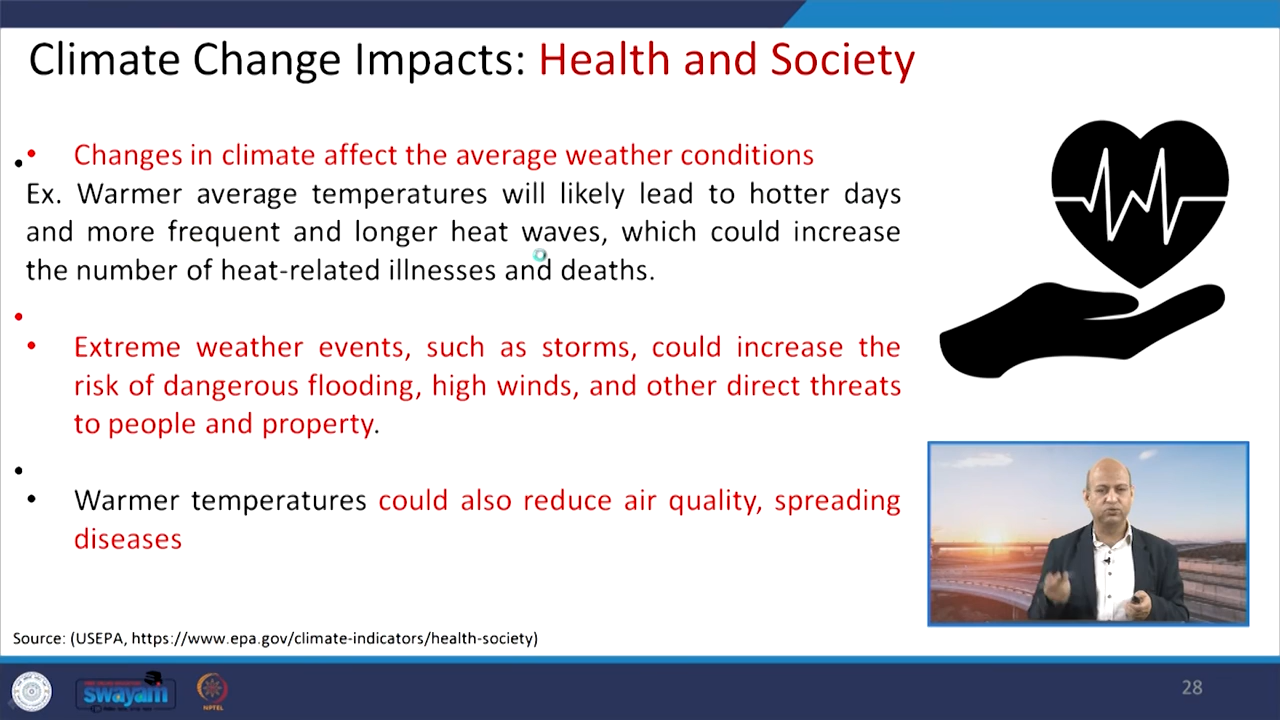 Climate Change Impacts: Health and Society
• Changes in climate affect the average weather conditions
Ex. Warmer average temperatures will likely lead to hotter days
and more frequent and longer heat waves, which could increase
the number of heat-related illnesses and deaths.
• Extreme weather events, such as storms, could increase the
risk of dangerous flooding, high winds, and other direct threats
to people and property.
• Warmer temperatures could also reduce air quality, spreading
diseases
Source: (USEPA, https://www.epa.gov/climate-indicators/health-society)
swayam
NPTEL
28